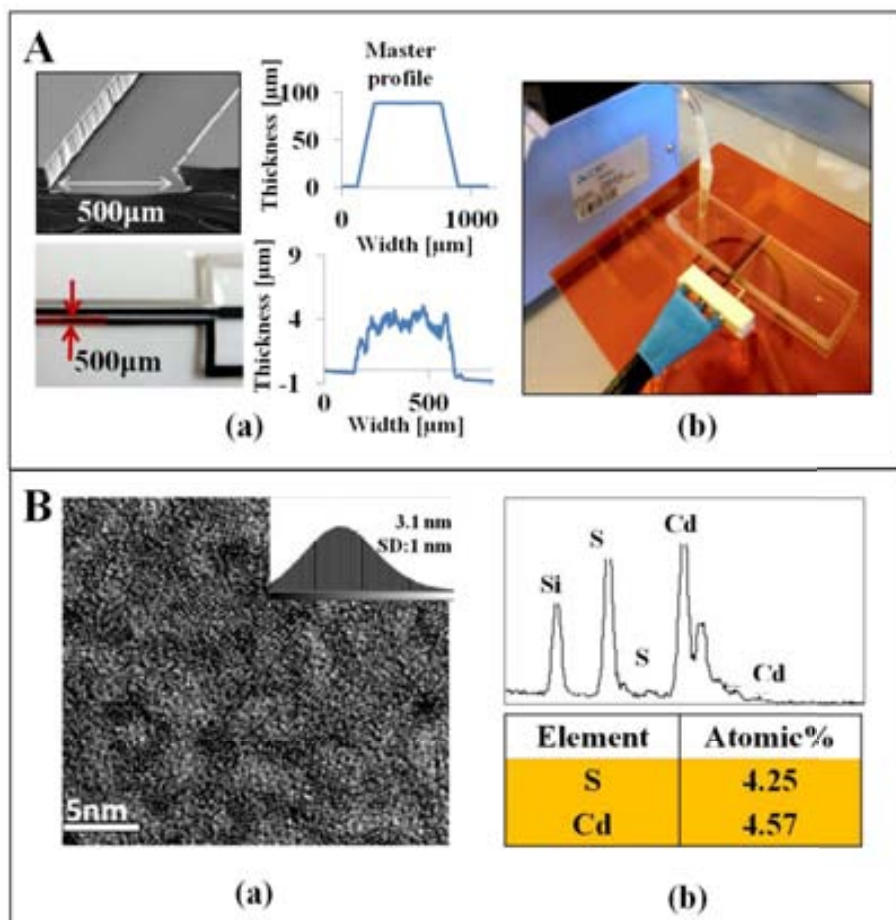 A
500µm
Master
profile
Thickness [µm]
100
50
0
0
1000
Width [µm]
500µm
Thickness [µm]
9
4
-1
0
500
Width [µm]
(a)
(b)
B
3.1 nm
SD:1 nm
5nm
(a)
Si
S
S
Cd
Cd
Element Atomic%
S 4.25
Cd 4.57
(b)